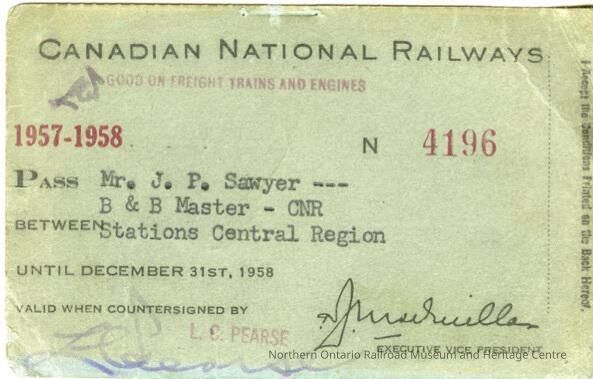 CANADIAN NATIONAL RAILWAYS
GOOD ON FREIGHT TRAINS AND ENGINES
1957-1958
N 4196
PASS Mr. J. P. Sawyer ---
B & B Master - CNR
BETWEEN Stations Central Region
UNTIL DECEMBER 31ST, 1958
VALID WHEN COUNTERSIGNED BY
L. C. PEARSE
EXECUTIVE VICE PRESIDENT
Northern Ontario Railroad Museum and Heritage Centre
I Accept the Conditions Printed on the Back Hereof.